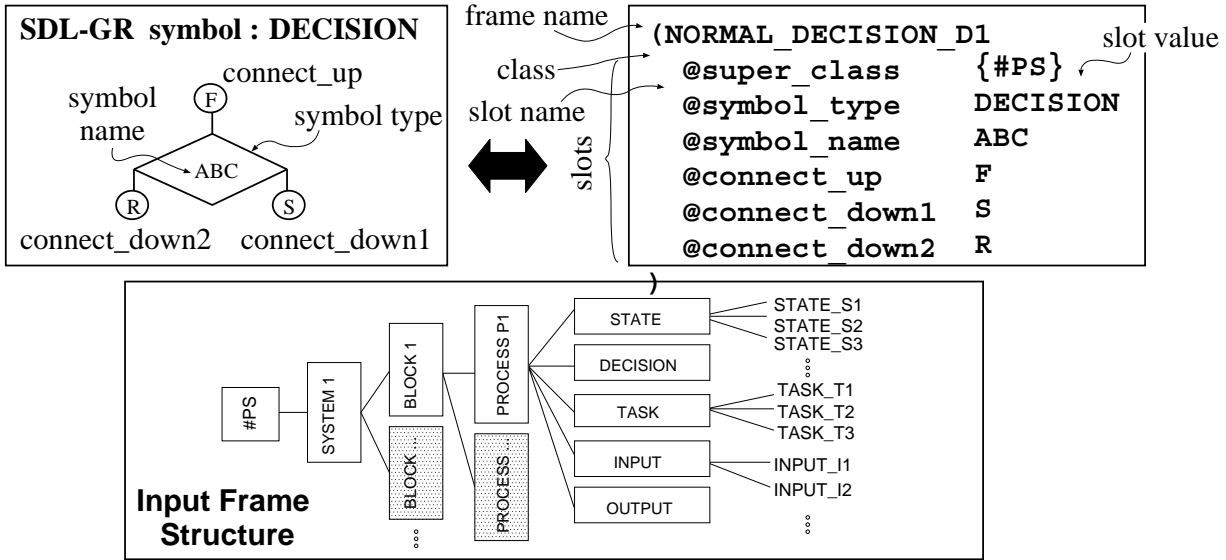 SDL-GR symbol : DECISION
connect_up
F
symbol
name
symbol type
ABC
R
S
connect_down2
connect_down1
frame name
class
slot name
slots
slot value
(NORMAL_DECISION_D1
@super_class {#PS}
@symbol_type DECISION
@symbol_name ABC
@connect_up F
@connect_down1 S
@connect_down2 R
)
#PS
SYSTEM 1
BLOCK 1
BLOCK ...
PROCESS P1
PROCESS ...
STATE
DECISION
TASK
INPUT
OUTPUT
STATE_S1
STATE_S2
STATE_S3
TASK_T1
TASK_T2
TASK_T3
INPUT_I1
INPUT_I2
Input Frame
Structure